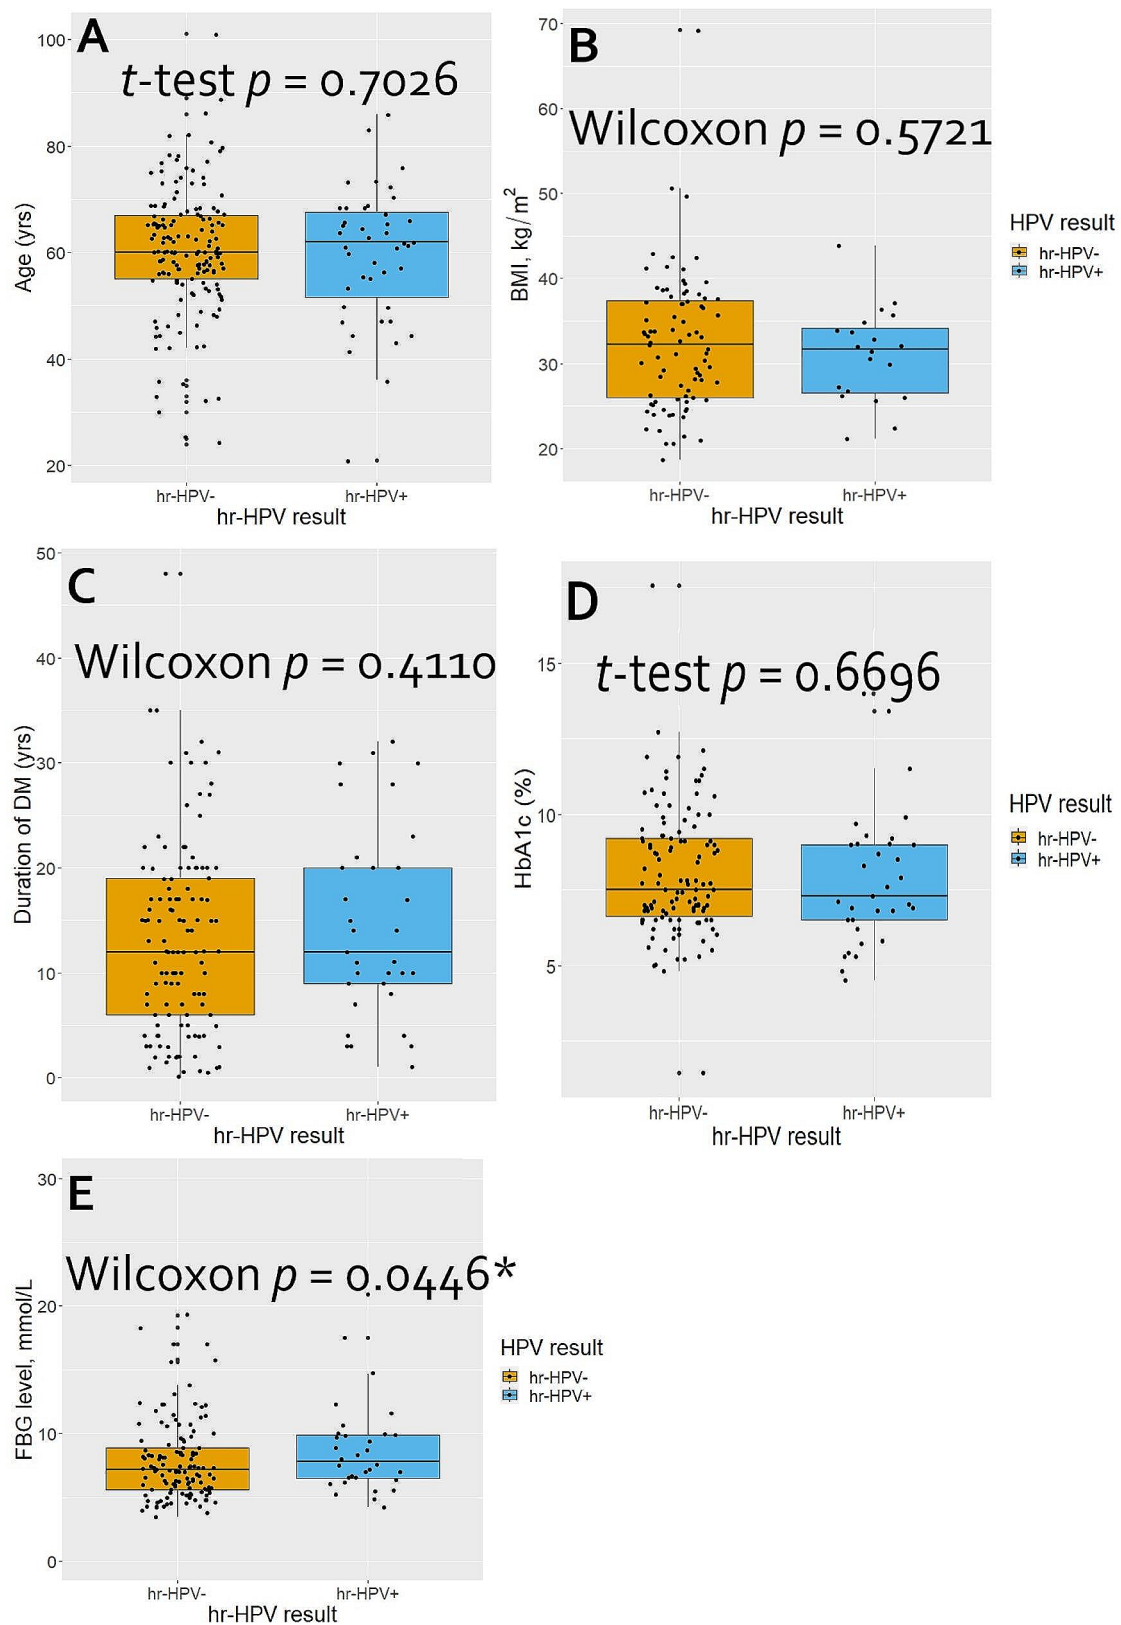 A
t-test p = 0.7026
Age (yrs)
100
80
60
40
20
hr-HPV-
hr-HPV+
hr-HPV result
B
Wilcoxon p = 0.5721
BMI, kg/m²
70
60
50
40
30
20
hr-HPV-
hr-HPV+
hr-HPV result
HPV result
hr-HPV-
hr-HPV+
C
Wilcoxon p = 0.4110
Duration of DM (yrs)
50
40
30
20
10
0
hr-HPV-
hr-HPV+
hr-HPV result
D
t-test p = 0.6696
HbA1c (%)
15
10
5
hr-HPV-
hr-HPV+
hr-HPV result
HPV result
hr-HPV-
hr-HPV+
E
Wilcoxon p = 0.0446*
FBG level, mmol/L
30
20
10
0
hr-HPV-
hr-HPV+
hr-HPV result
HPV result
hr-HPV-
hr-HPV+